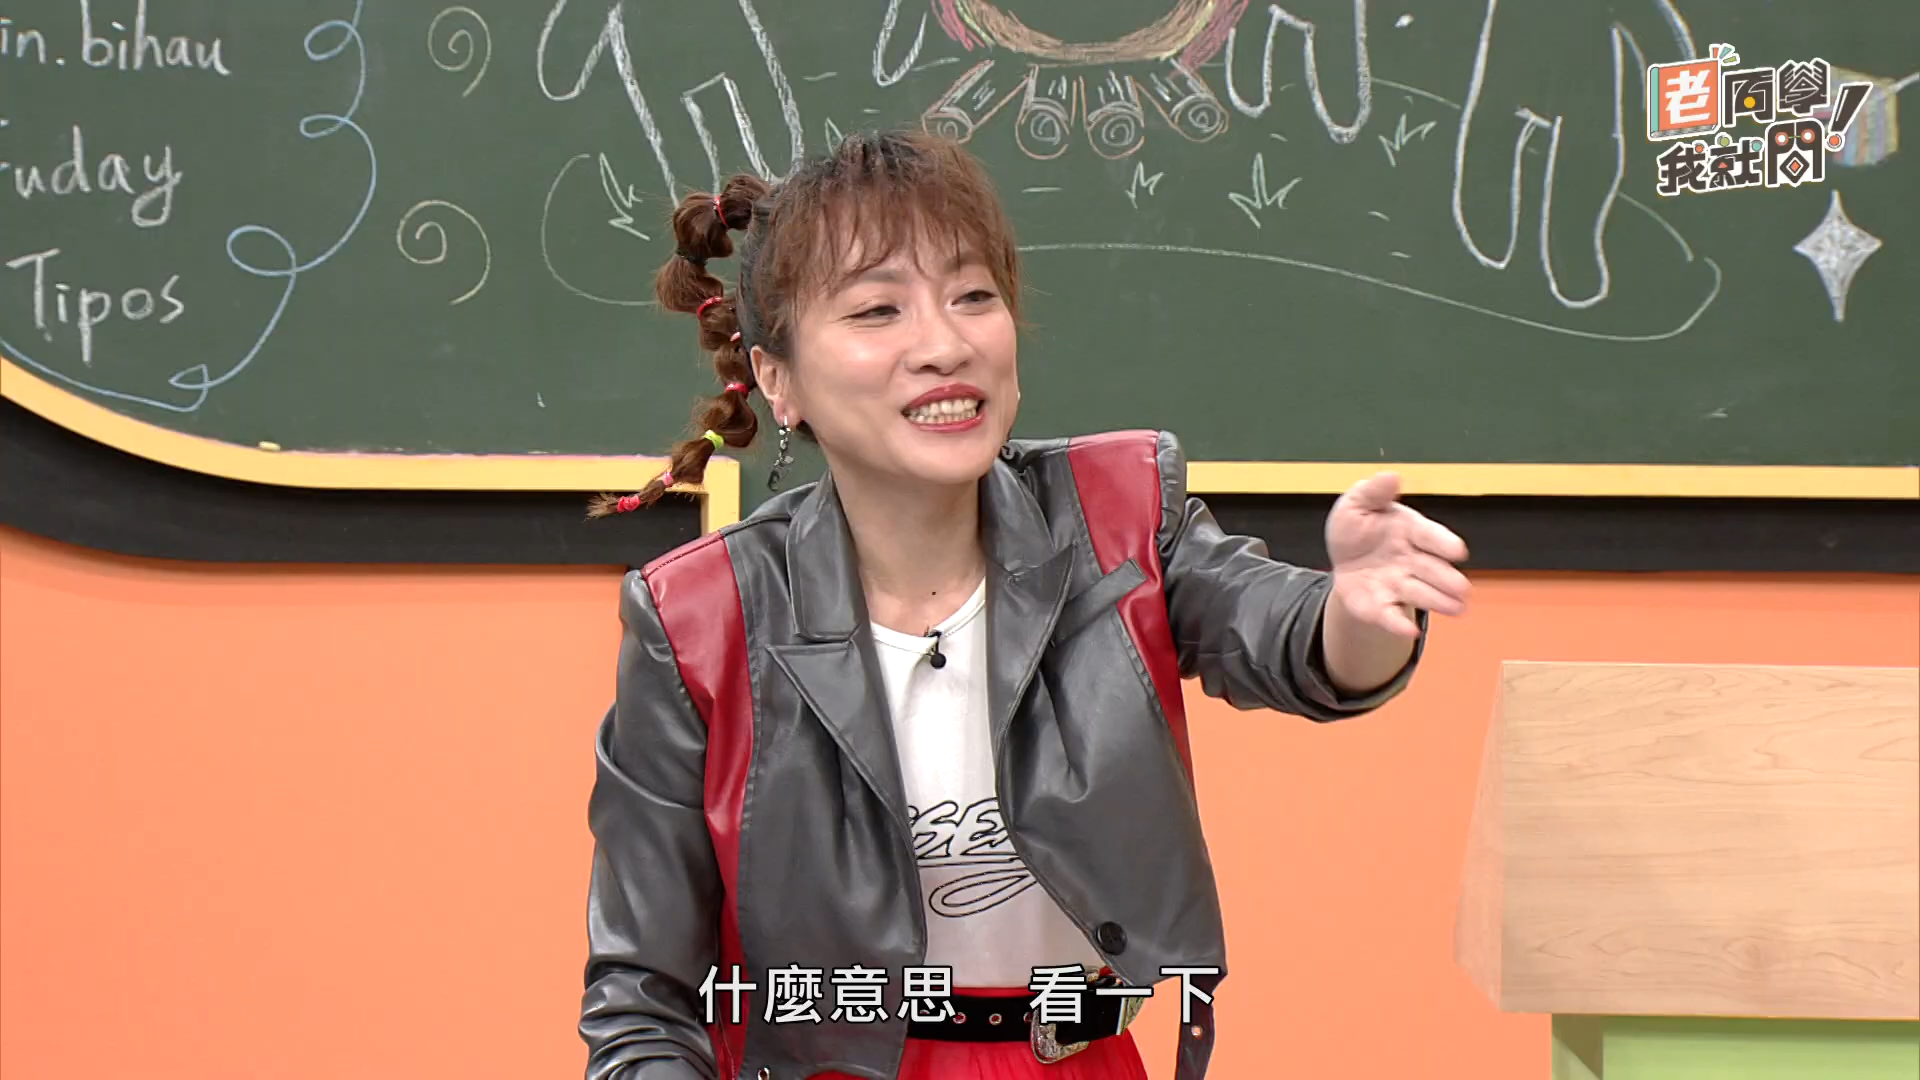 in.bihau
uday
Tipos
老同學
我就問!
什麼意思 看一下